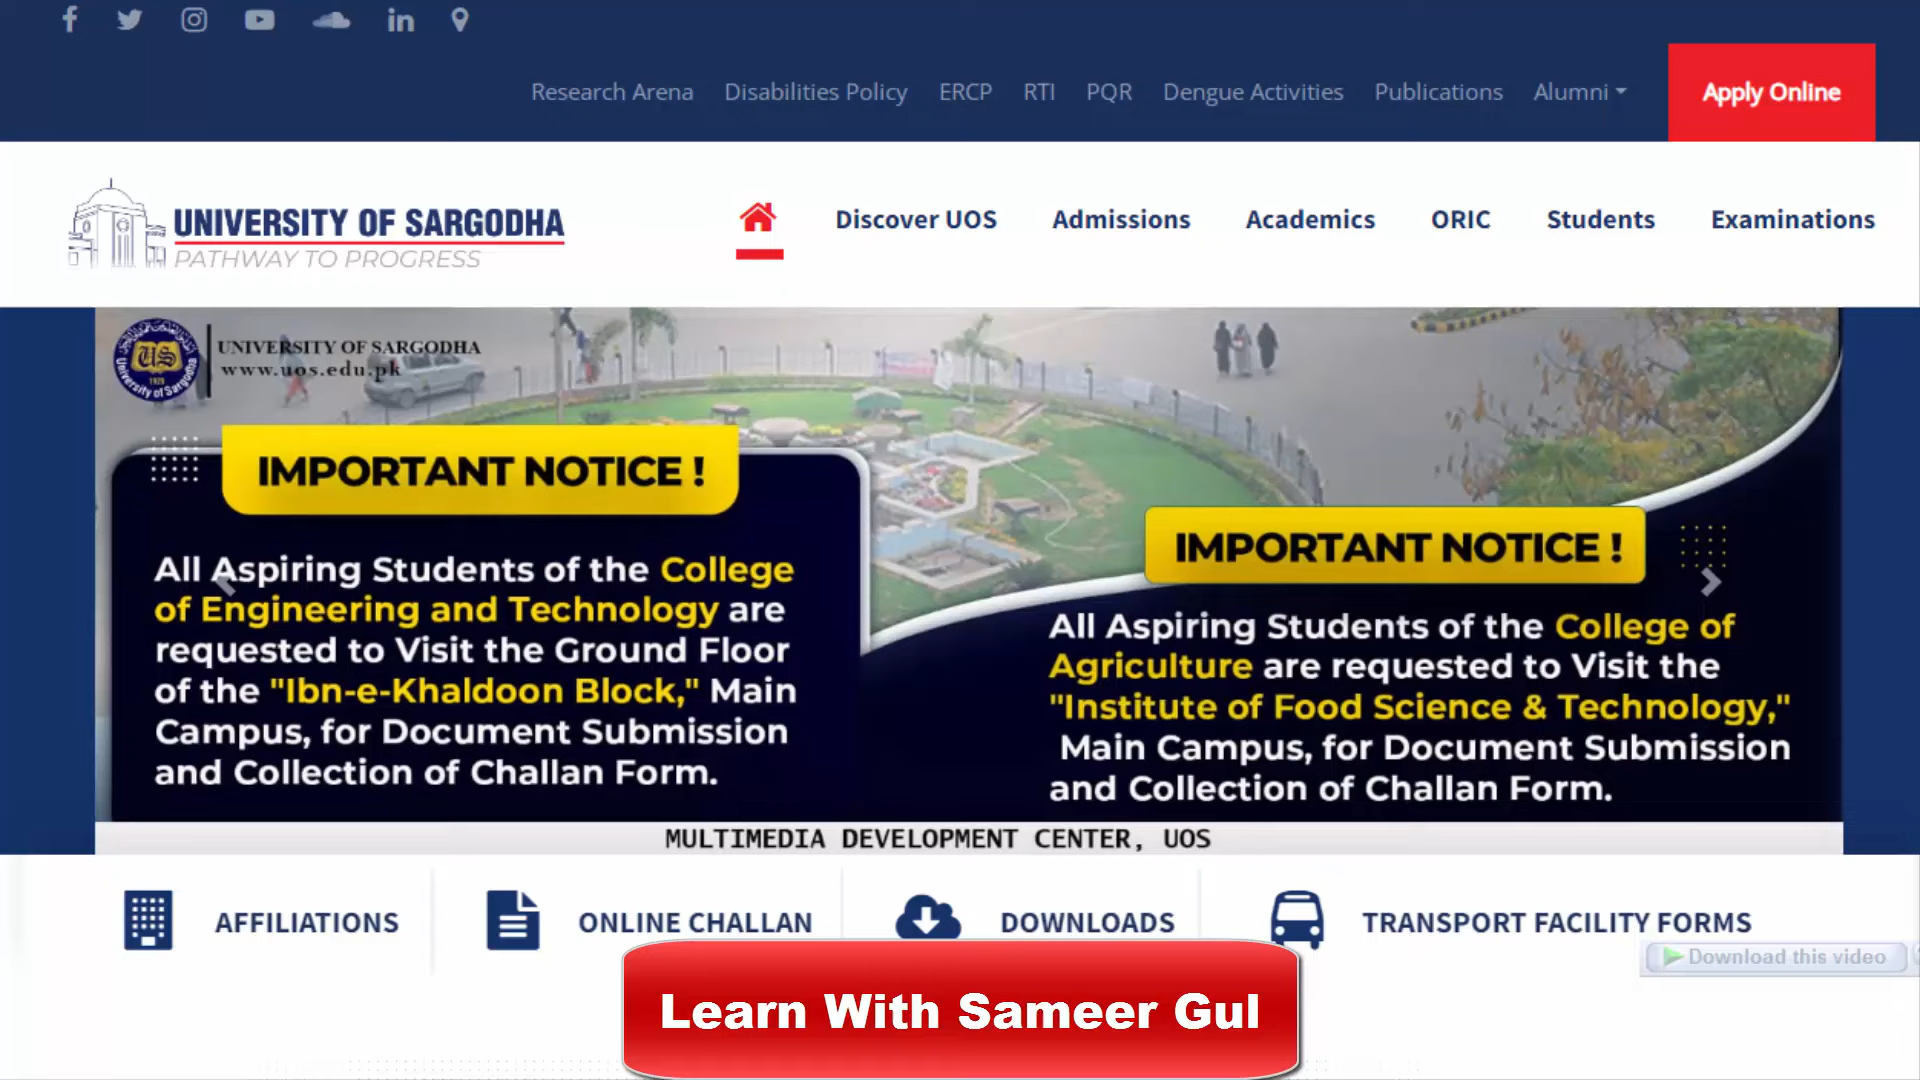 Research Arena Disabilities Policy ERCP RTI PQR Dengue Activities Publications Alumni Apply Online
UNIVERSITY OF SARGODHA
PATHWAY TO PROGRESS
Discover UOS Admissions Academics ORIC Students Examinations
US
1929
University of Sargodha
UNIVERSITY OF SARGODHA
www.uos.edu.pk
IMPORTANT NOTICE !
All Aspiring Students of the College
of Engineering and Technology are
requested to Visit the Ground Floor
of the "Ibn-e-Khaldoon Block," Main
Campus, for Document Submission
and Collection of Challan Form.
IMPORTANT NOTICE !
All Aspiring Students of the College of
Agriculture are requested to Visit the
"Institute of Food Science & Technology,"
Main Campus, for Document Submission
and Collection of Challan Form.
MULTIMEDIA DEVELOPMENT CENTER, UOS
AFFILIATIONS ONLINE CHALLAN DOWNLOADS TRANSPORT FACILITY FORMS
Download this video
Learn With Sameer Gul